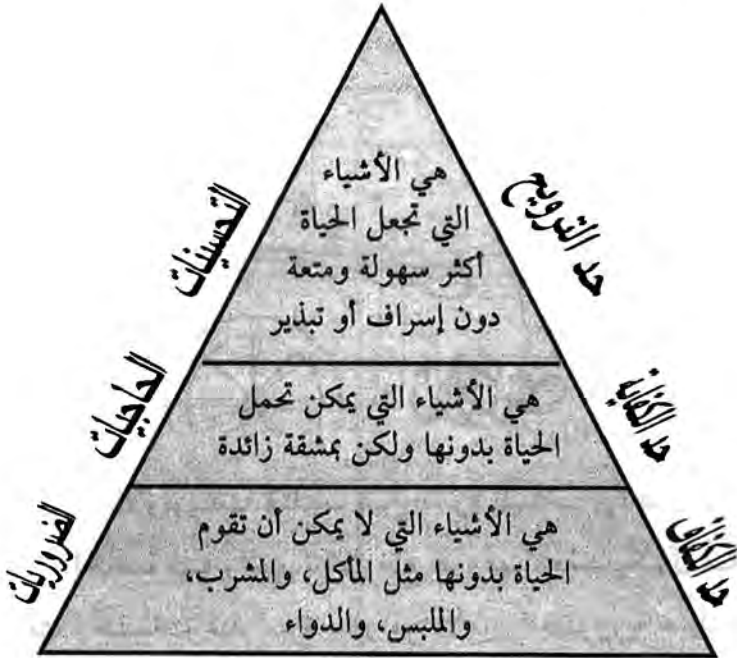 هي الأشياء
التي تجعل الحياة
أكثر سهولة ومتعة
دون إسراف أو تبذير
حد الترويح
التحسينات
هي الأشياء التي يمكن تحمل
الحياة بدونها ولكن بمشقة زائدة
حد الكفاية
الحاجيات
هي الأشياء التي لا يمكن أن تقوم
الحياة بدونها مثل المأكل، والمشرب،
والملبس، والدواء
حد الكفاف
الضروريات